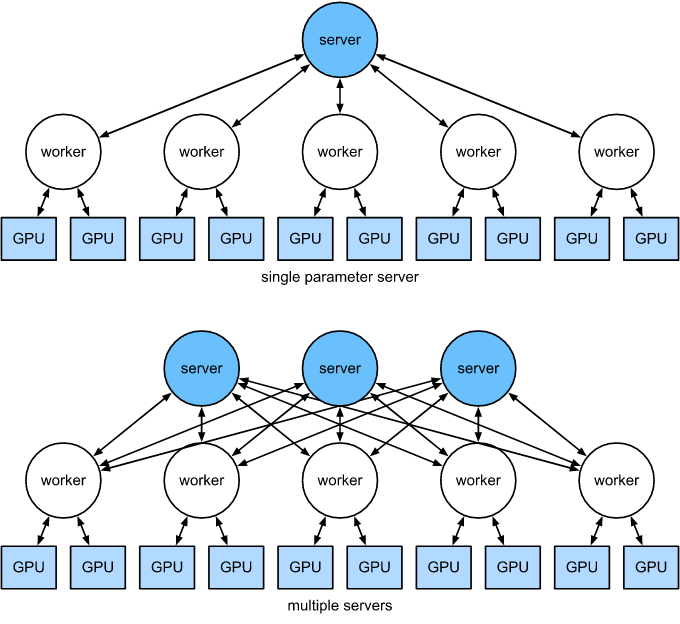 server
worker worker worker worker worker
GPU GPU GPU GPU GPU GPU GPU GPU GPU GPU
single parameter server
server server server
worker worker worker worker worker
GPU GPU GPU GPU GPU GPU GPU GPU GPU GPU
multiple servers